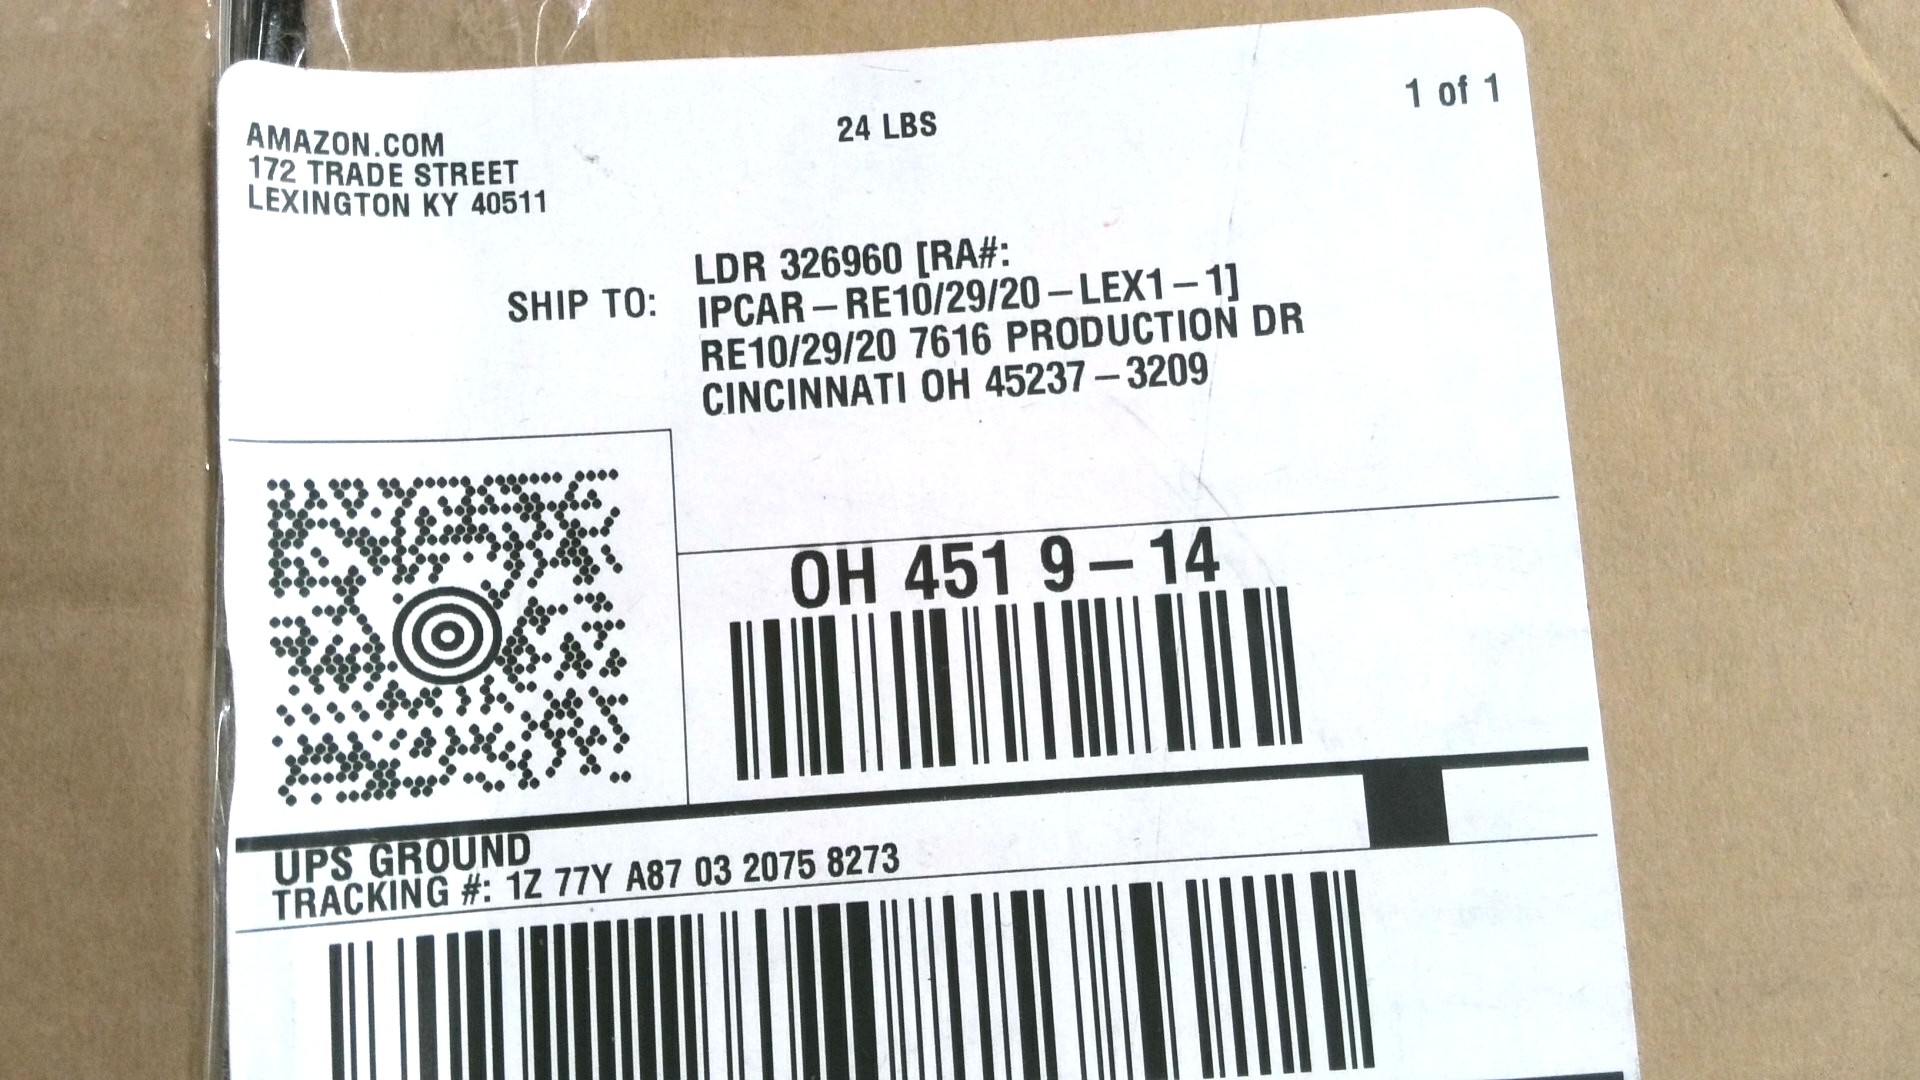 AMAZON.COM
172 TRADE STREET
LEXINGTON KY 40511
24 LBS
1 of 1
SHIP TO:
LDR 326960 [RA#:
IPCAR – RE10/29/20 – LEX1 – 1]
RE10/29/20 7616 PRODUCTION DR
CINCINNATI OH 45237 – 3209
OH 451 9 – 14
UPS GROUND
TRACKING #: 1Z 77Y A87 03 2075 8273